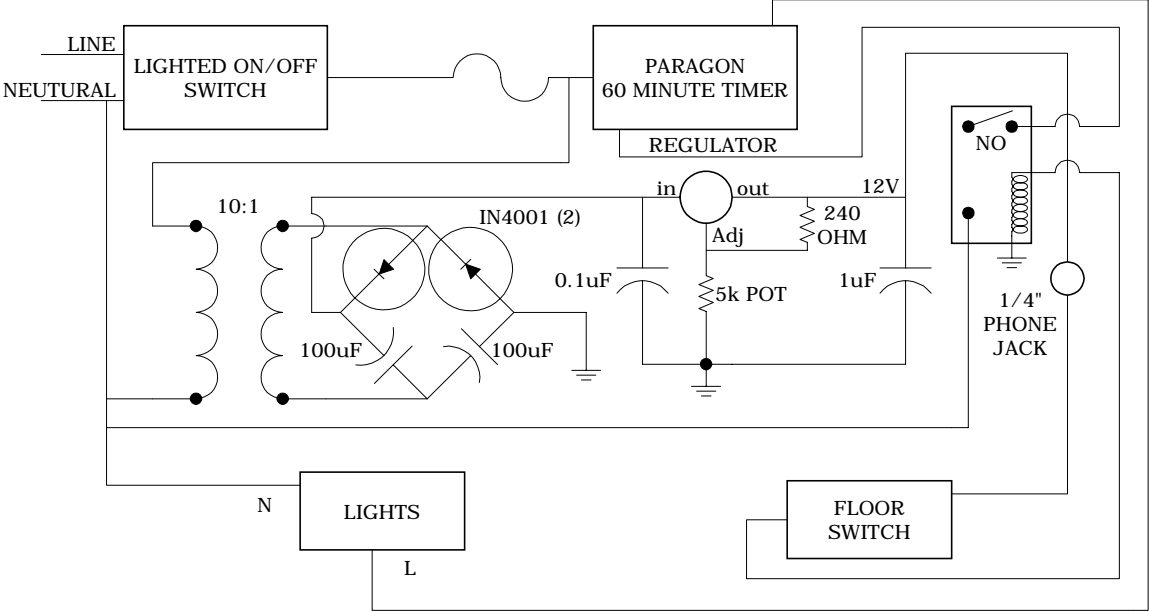 LINE
NEUTURAL
LIGHTED ON/OFF
SWITCH
PARAGON
60 MINUTE TIMER
REGULATOR
NO
10:1
IN4001 (2)
in
out
12V
Adj
240
OHM
0.1uF
5k POT
1uF
100uF
100uF
1/4"
PHONE
JACK
N
LIGHTS
L
FLOOR
SWITCH